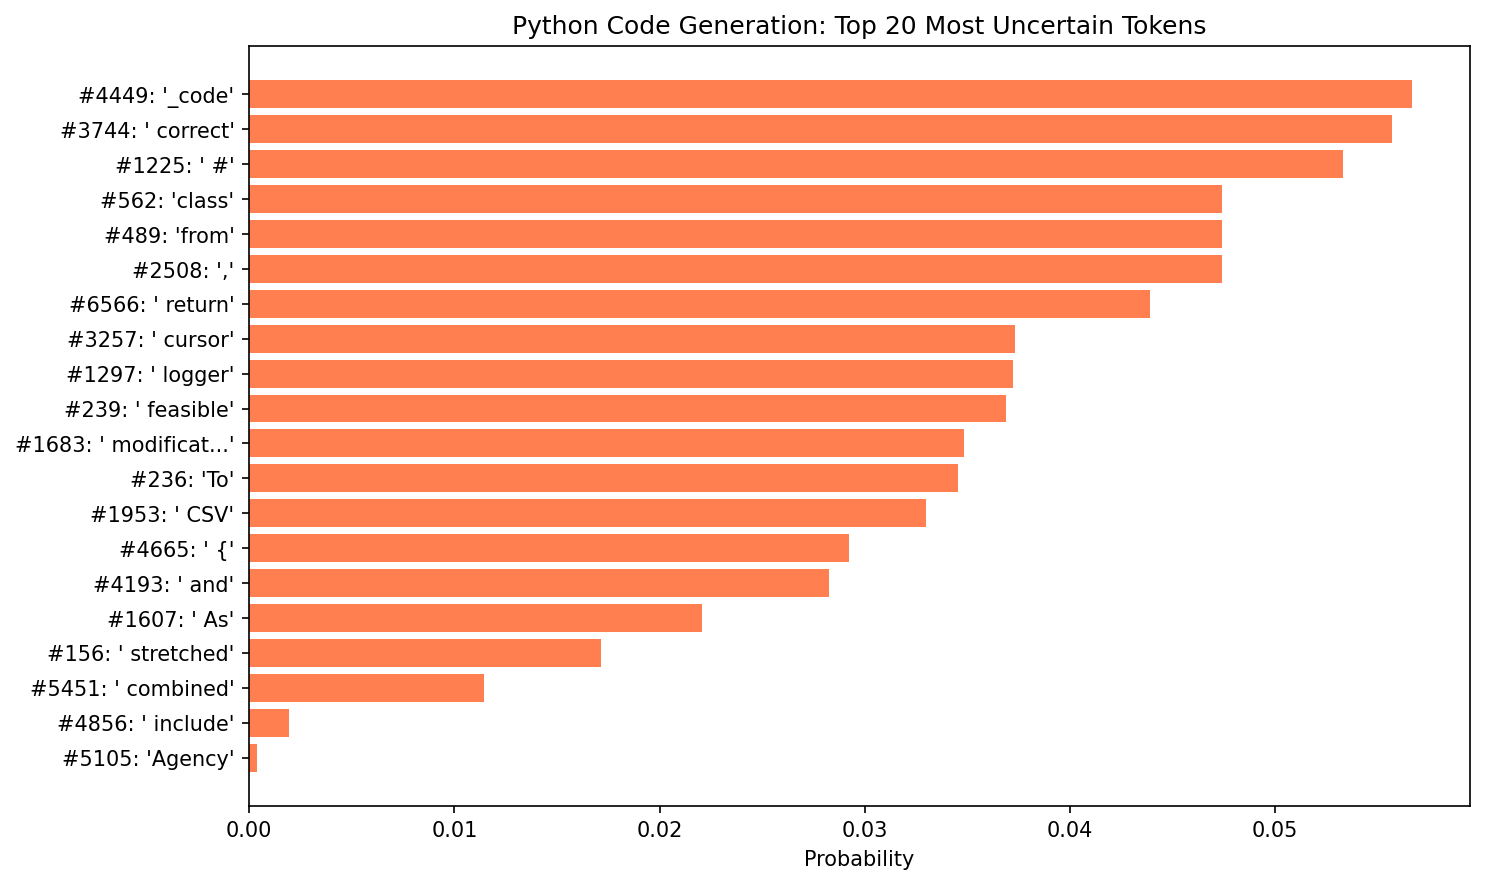 Python Code Generation: Top 20 Most Uncertain Tokens
#4449: '_code'
#3744: ' correct'
#1225: ' #'
#562: 'class'
#489: 'from'
#2508: ','
#6566: ' return'
#3257: ' cursor'
#1297: ' logger'
#239: ' feasible'
#1683: ' modificat...'
#236: 'To'
#1953: ' CSV'
#4665: ' {'
#4193: ' and'
#1607: ' As'
#156: ' stretched'
#5451: ' combined'
#4856: ' include'
#5105: 'Agency'
0.00 0.01 0.02 0.03 0.04 0.05
Probability